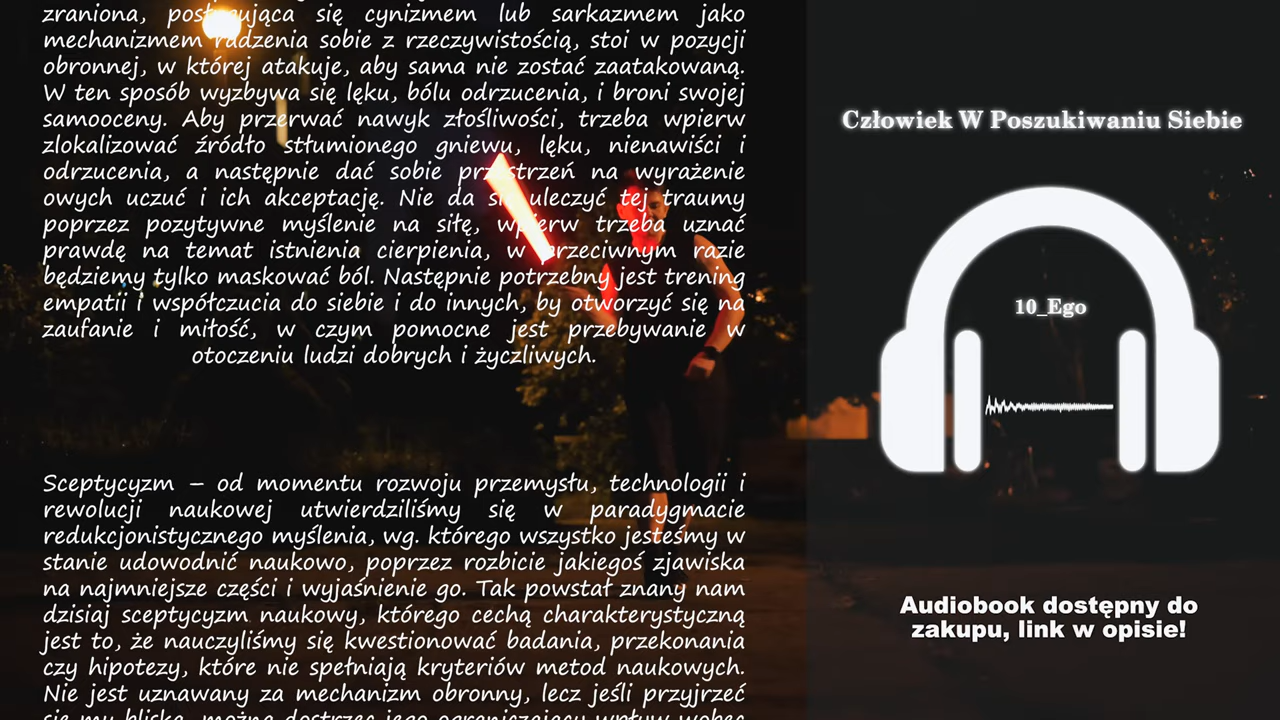 zraniona, posługująca się cynizmem lub sarkazmem jako
mechanizmem radzenia sobie z rzeczywistością, stoi w pozycji
obronnej, w której atakuje, aby sama nie zostać zaatakowaną.
W ten sposób wyzbywa się lęku, bólu odrzucenia, i broni swojej
samooceny. Aby przerwać nawyk złośliwości, trzeba wpierw
zlokalizować źródło stłumionego gniewu, lęku, nienawiści i
odrzucenia, a następnie dać sobie przestrzeń na wyrażenie
owych uczuć i ich akceptację. Nie da się uleczyć tej traumy
poprzez pozytywne myślenie na siłę, wpierw trzeba uznać
prawdę na temat istnienia cierpienia, w przeciwnym razie
będziemy tylko maskować ból. Następnie potrzebny jest trening
empatii i współczucia do siebie i do innych, by otworzyć się na
zaufanie i miłość, w czym pomocne jest przebywanie w
otoczeniu ludzi dobrych i życzliwych.
Sceptycyzm – od momentu rozwoju przemysłu, technologii i
rewolucji naukowej utwierdziliśmy się w paradygmacie
redukcjonistycznego myślenia, wg. którego wszystko jesteśmy w
stanie udowodnić naukowo, poprzez rozbicie jakiegoś zjawiska
na najmniejsze części i wyjaśnienie go. Tak powstał znany nam
dzisiaj sceptycyzm naukowy, którego cechą charakterystyczną
jest to, że nauczyliśmy się kwestionować badania, przekonania
czy hipotezy, które nie spełniają kryteriów metod naukowych.
Nie jest uznawany za mechanizm obronny, lecz jeśli przyjrzeć
się mu bliska, można dostrzec jego ograniczający wpływ wobec
Człowiek W Poszukiwaniu Siebie
10_Ego
Audiobook dostępny do
zakupu, link w opisie!